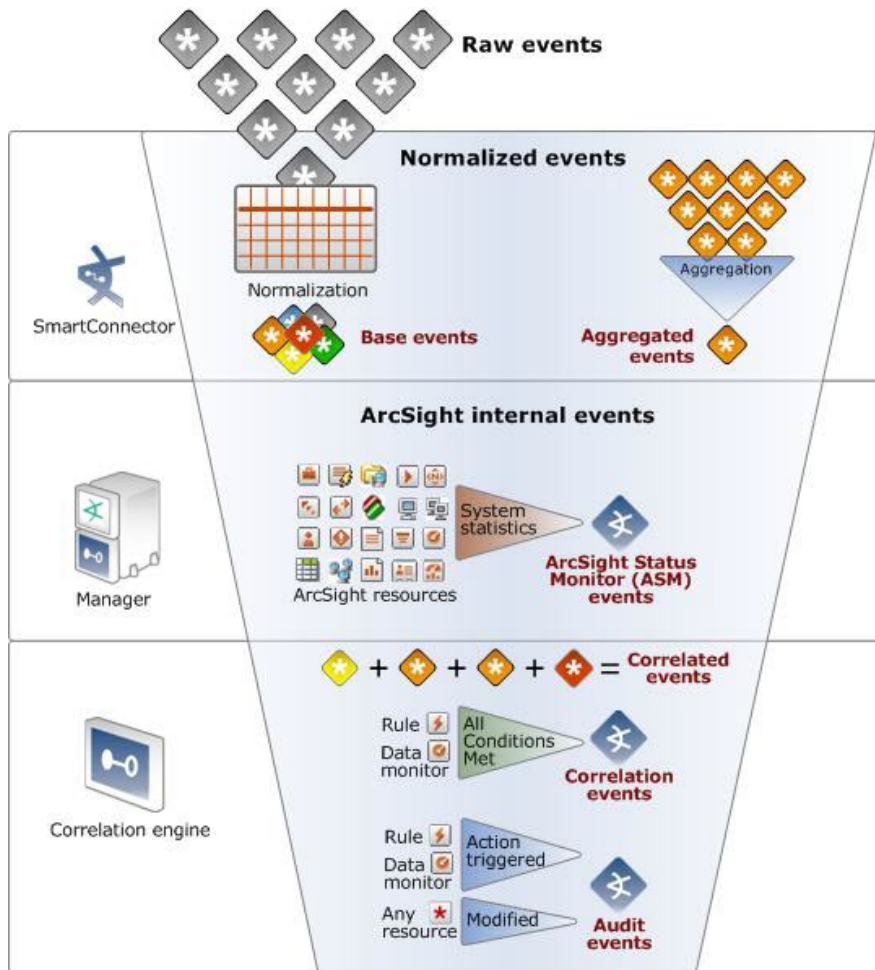 Raw events
Normalized events
Normalization
Aggregation
SmartConnector
Base events
Aggregated
events
ArcSight internal events
System
statistics
Manager
ArcSight resources
ArcSight Status
Monitor (ASM)
events
+ + + =
Correlated
events
Rule
Data
monitor
All
Conditions
Met
Correlation
events
Correlation engine
Rule
Data
monitor
Action
triggered
Any
resource
Modified
Audit
events